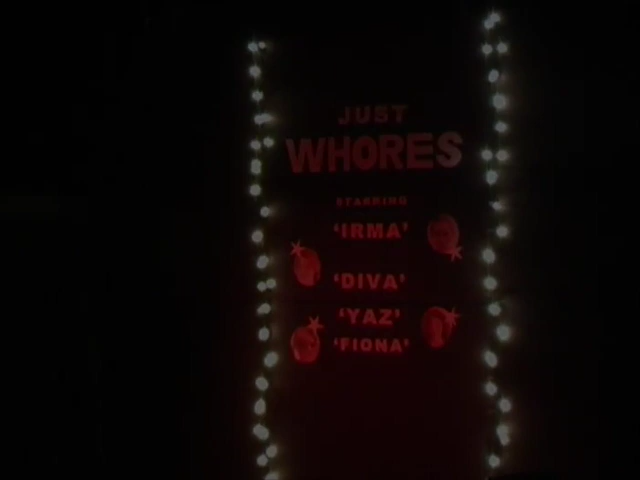 JUST
WHORES
STARRING
‘IRMA’
‘DIVA’
‘YAZ’
‘FIONA’